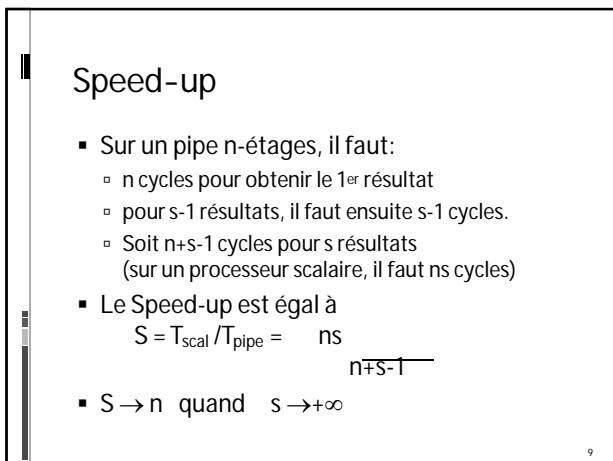 Speed-up
▪ Sur un pipe n-étages, il faut:
▫ n cycles pour obtenir le 1er résultat
▫ pour s-1 résultats, il faut ensuite s-1 cycles.
▫ Soit n+s-1 cycles pour s résultats
(sur un processeur scalaire, il faut ns cycles)
▪ Le Speed-up est égal à
S = Tscal /Tpipe = ns
n+s-1
▪ S → n quand s →+∞
9